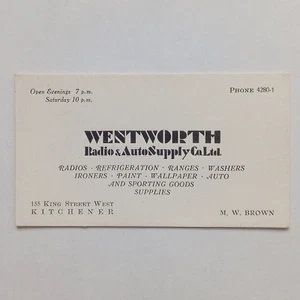 Open Evenings 7 p.m.
Saturday 10 p.m.
PHONE 4280-1
WENTWORTH
Radio & Auto Supply Co. Ltd.
RADIOS - REFRIGERATION - RANGES - WASHERS
IRONERS - PAINT - WALLPAPER - AUTO
AND SPORTING GOODS
SUPPLIES
155 KING STREET WEST
KITCHENER
M. W. BROWN